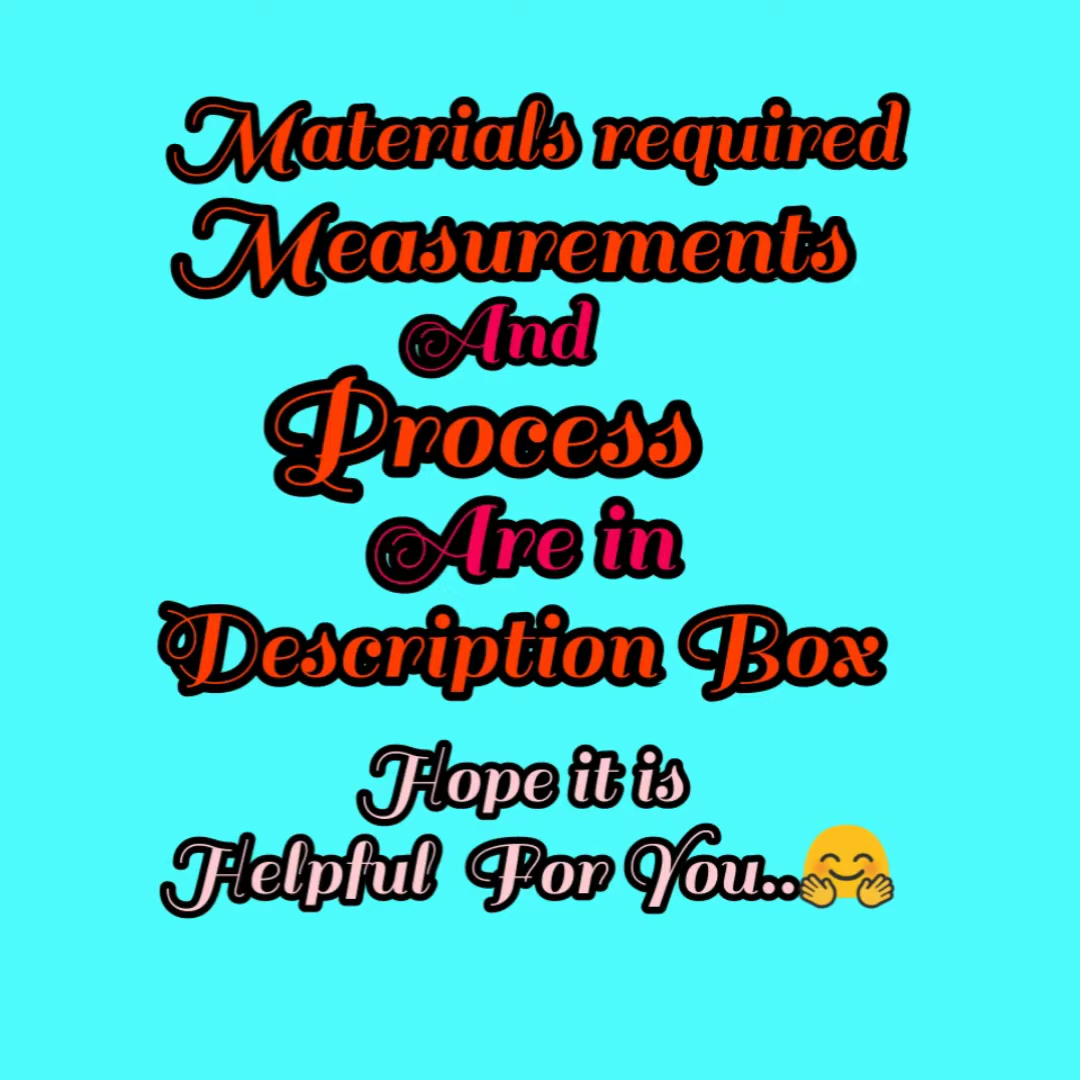 Materials required
Measurements
And
Process
Are in
Description Box
Hope it is
Helpful For You..🤗